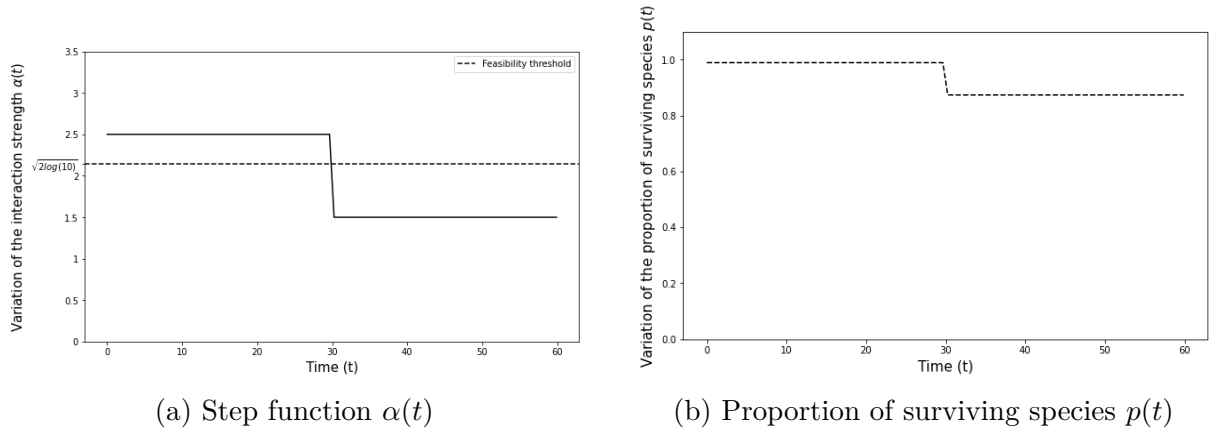 Variation of the interaction strength α(t)
3.5
3
2.5
√2log(10)
2
1.5
1
0.5
0
Feasibility threshold
0 10 20 30 40 50 60
Time (t)
(a) Step function α(t)
Variation of the proportion of surviving species p(t)
1.0
0.8
0.6
0.4
0.2
0.0
0 10 20 30 40 50 60
Time (t)
(b) Proportion of surviving species p(t)